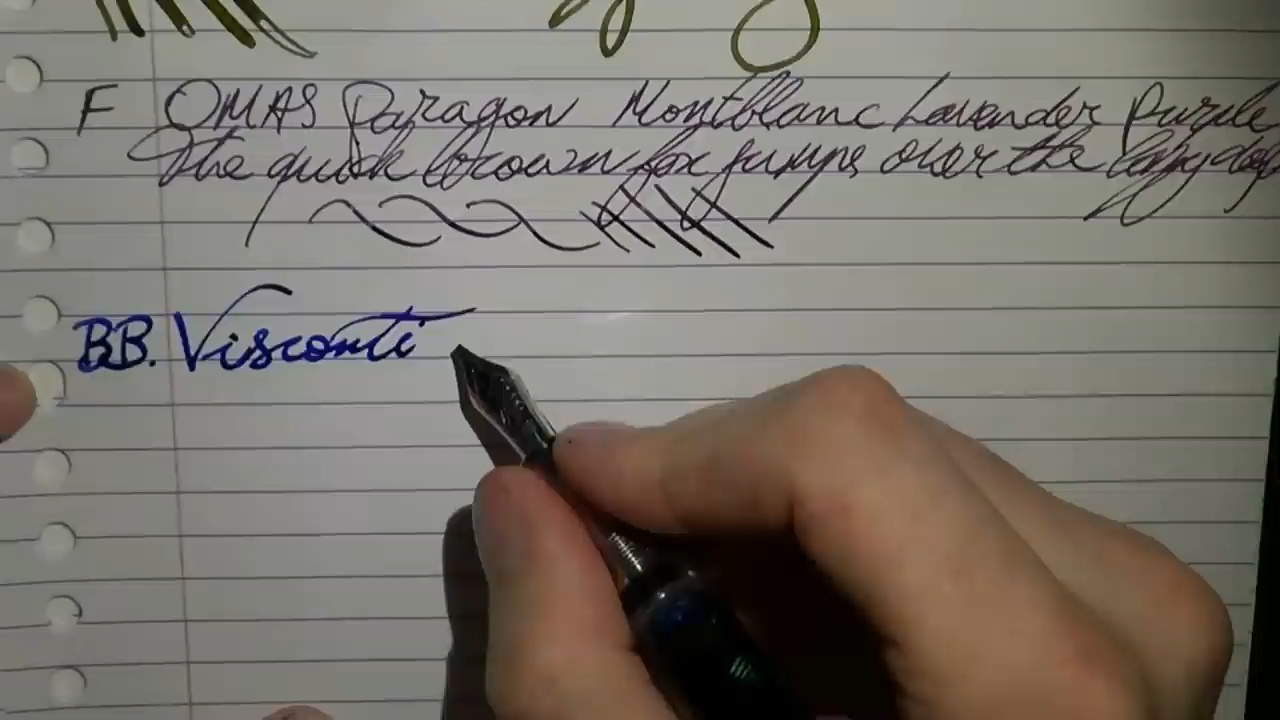 F OMAS Paragon Montblanc Lavender Purple
The quick brown fox jumps over the lazy dog
BB. Visconti